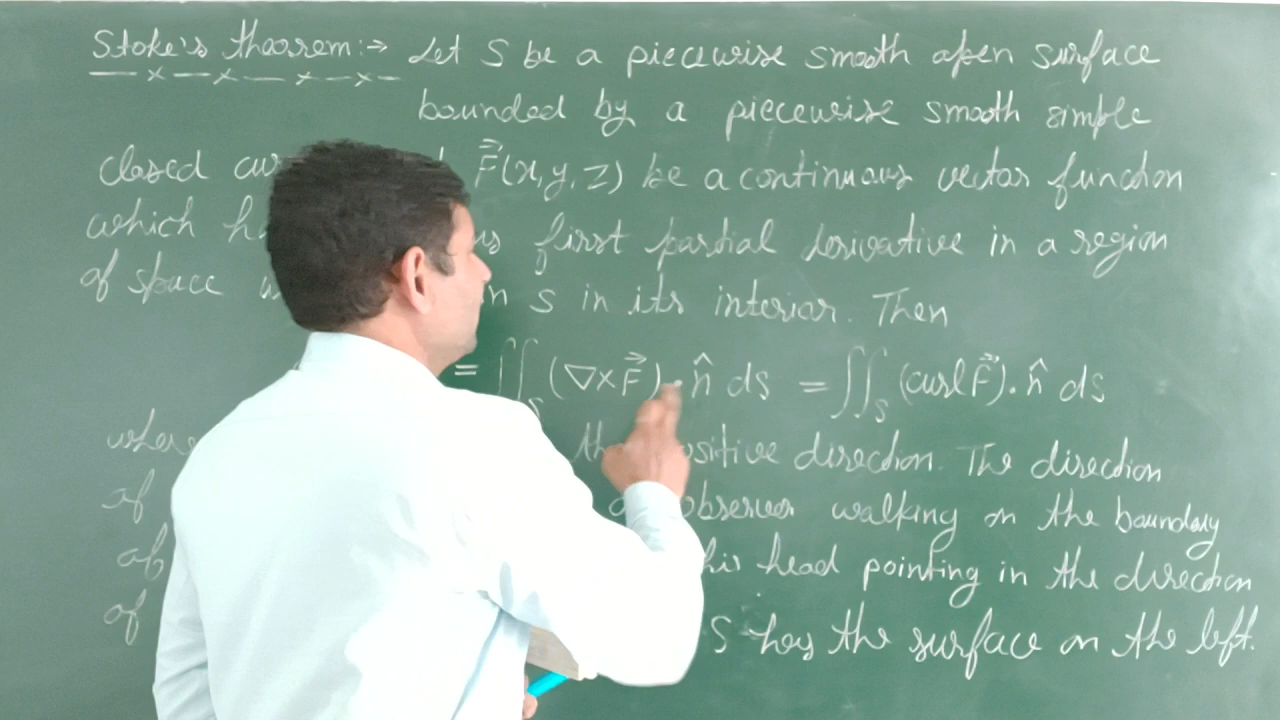 Stoke's theorem:→ Let S be a piecewise smooth open surface
bounded by a piecewise smooth simple
closed F⃗(x,y,z) be a continuous vector function
which first partial derivative in a region
of space S in its interior. Then
= ∬_S (∇×F⃗)·n̂ ds = ∬_S (curl F⃗).n̂ ds
where direction. The direction
of observer walking on the boundary
of his head pointing in the direction
of S has the surface on the left.